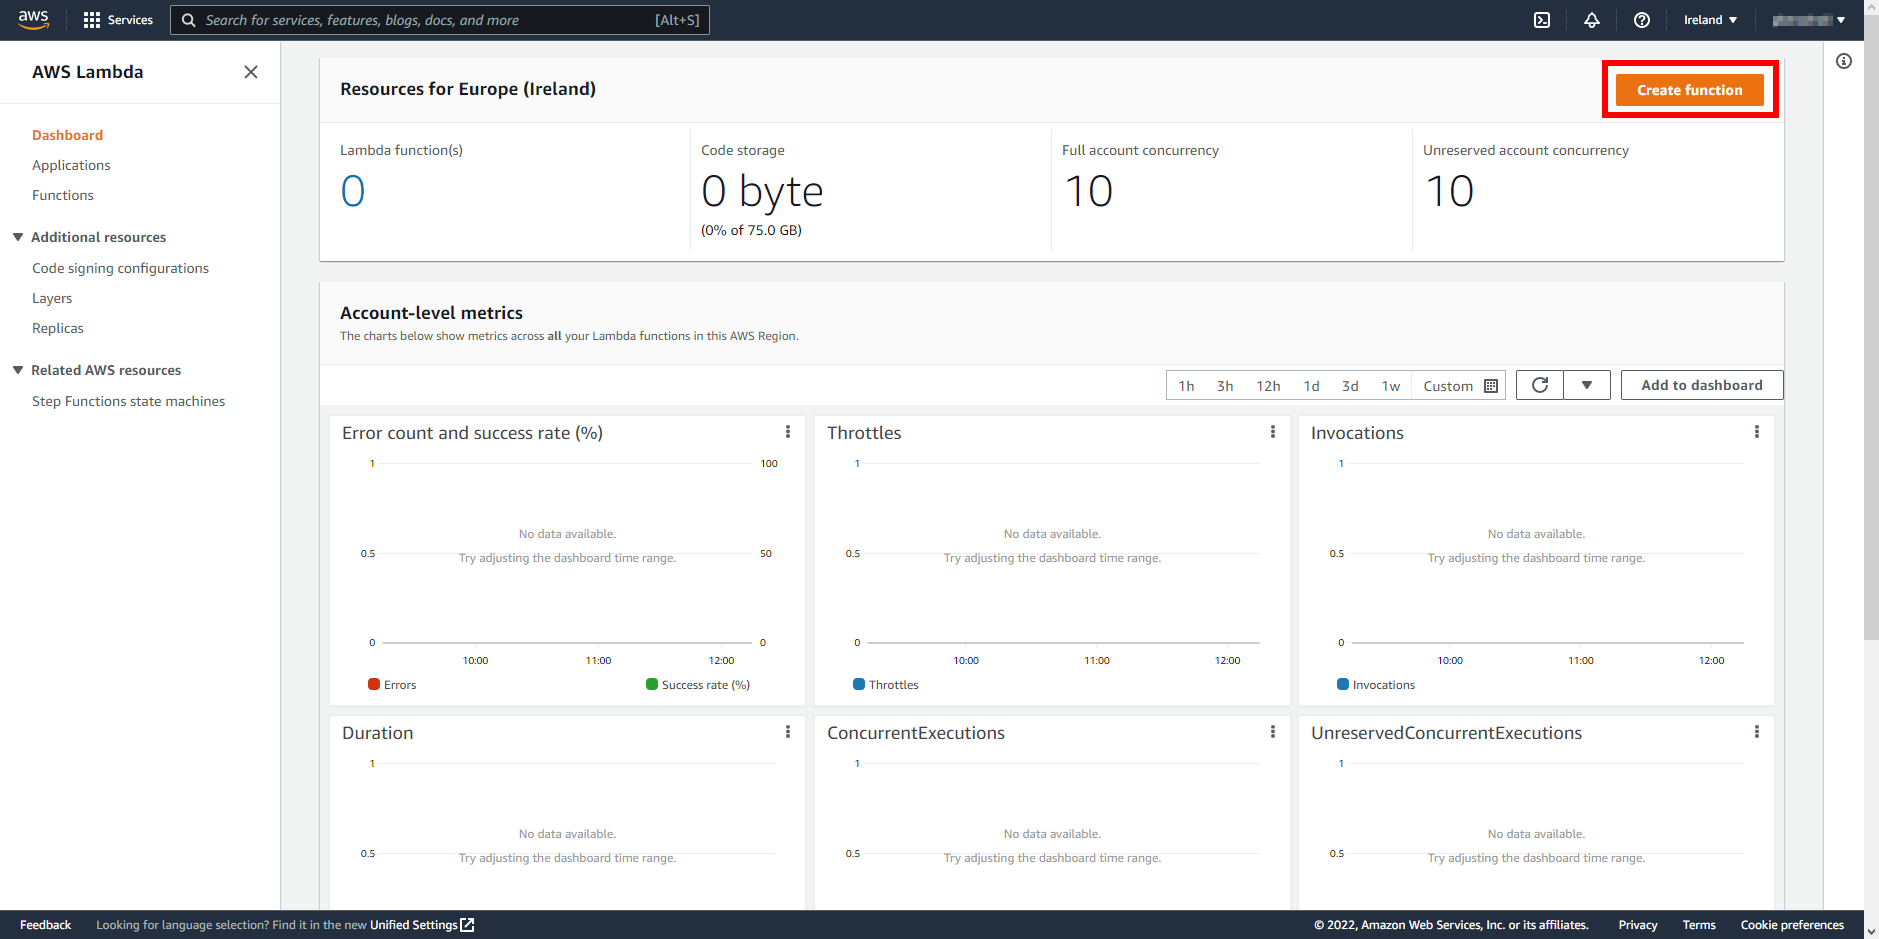 aws
Services
Search for services, features, blogs, docs, and more
[Alt+S]
Ireland
AWS Lambda
Dashboard
Applications
Functions
Additional resources
Code signing configurations
Layers
Replicas
Related AWS resources
Step Functions state machines
Resources for Europe (Ireland)
Create function
Lambda function(s)
0
Code storage
0 byte
(0% of 75.0 GB)
Full account concurrency
10
Unreserved account concurrency
10
Account-level metrics
The charts below show metrics across all your Lambda functions in this AWS Region.
1h 3h 12h 1d 3d 1w Custom
Add to dashboard
Error count and success rate (%)
1 100
No data available.
0.5 50
Try adjusting the dashboard time range.
0 0
10:00 11:00 12:00
Errors Success rate (%)
Throttles
1
No data available.
0.5
Try adjusting the dashboard time range.
0
10:00 11:00 12:00
Throttles
Invocations
1
No data available.
0.5
Try adjusting the dashboard time range.
0
10:00 11:00 12:00
Invocations
Duration
1
No data available.
0.5
Try adjusting the dashboard time range.
ConcurrentExecutions
1
No data available.
0.5
Try adjusting the dashboard time range.
UnreservedConcurrentExecutions
1
No data available.
0.5
Try adjusting the dashboard time range.
Feedback
Looking for language selection? Find it in the new Unified Settings
© 2022, Amazon Web Services, Inc. or its affiliates.
Privacy
Terms
Cookie preferences